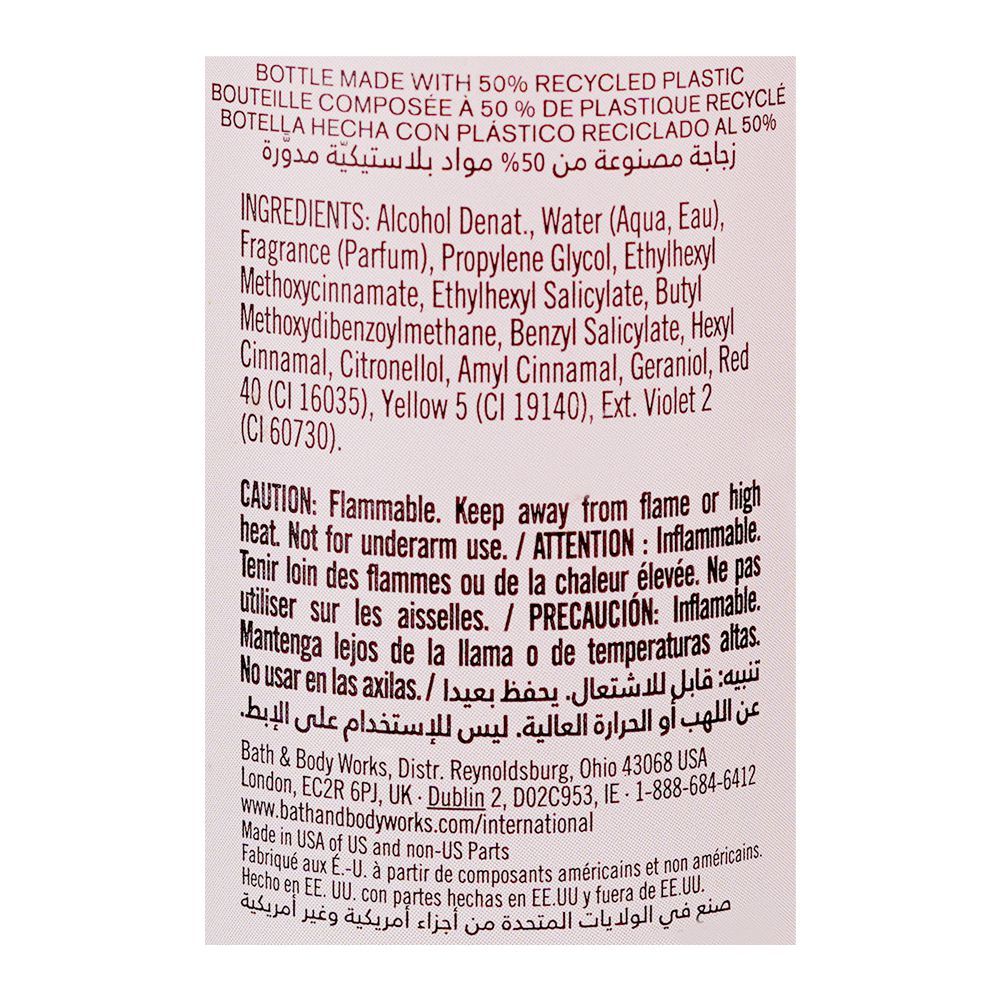 BOTTLE MADE WITH 50% RECYCLED PLASTIC
BOUTEILLE COMPOSÉE À 50 % DE PLASTIQUE RECYCLÉ
BOTELLA HECHA CON PLÁSTICO RECICLADO AL 50%
زجاجة مصنوعة من 50% مواد بلاستيكيّة مدوّرة
INGREDIENTS: Alcohol Denat., Water (Aqua, Eau),
Fragrance (Parfum), Propylene Glycol, Ethylhexyl
Methoxycinnamate, Ethylhexyl Salicylate, Butyl
Methoxydibenzoylmethane, Benzyl Salicylate, Hexyl
Cinnamal, Citronellol, Amyl Cinnamal, Geraniol, Red
40 (CI 16035), Yellow 5 (CI 19140), Ext. Violet 2
(CI 60730).
CAUTION: Flammable. Keep away from flame or high
heat. Not for underarm use. / ATTENTION : Inflammable.
Tenir loin des flammes ou de la chaleur élevée. Ne pas
utiliser sur les aisselles. / PRECAUCIÓN: Inflamable.
Mantenga lejos de la llama o de temperaturas altas.
No usar en las axilas. / تنبيه: قابل للاشتعال. يحفظ بعيدا
عن اللهب أو الحرارة العالية. ليس للإستخدام على الإبط.
Bath & Body Works, Distr. Reynoldsburg, Ohio 43068 USA
London, EC2R 6PJ, UK · Dublin 2, D02C953, IE · 1-888-684-6412
www.bathandbodyworks.com/international
Made in USA of US and non-US Parts
Fabriqué aux É.-U. à partir de composants américains et non américains.
Hecho en EE. UU. con partes hechas en EE.UU y fuera de EE.UU.
صنع في الولايات المتحدة من أجزاء أمريكية وغير أمريكية